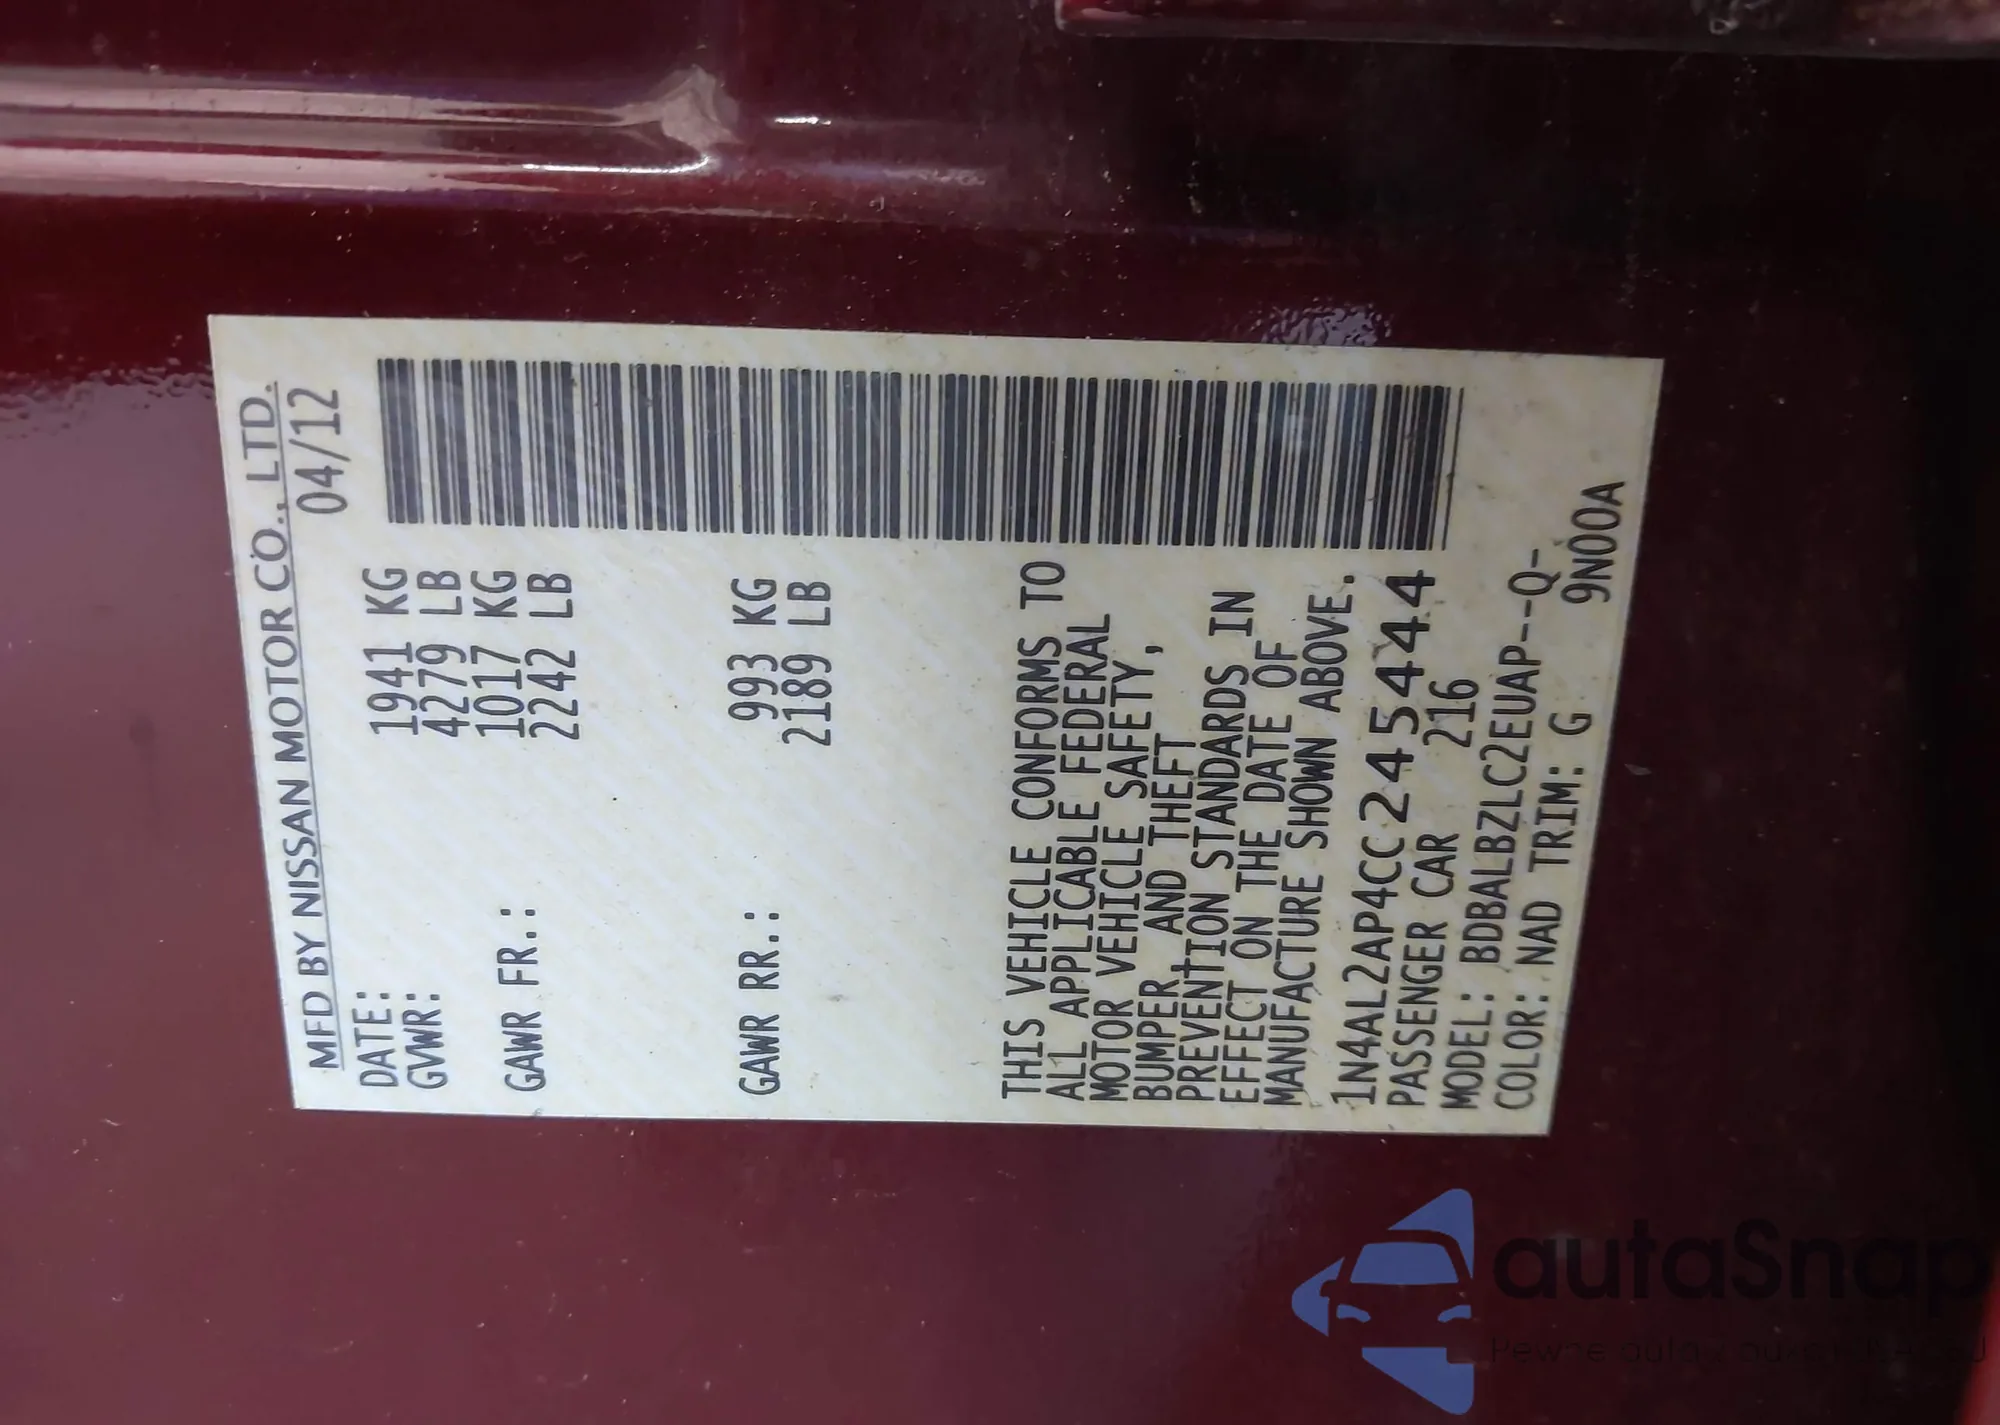 MFD BY NISSAN MOTOR CO., LTD.
DATE: 04/12
GVWR: 1941 KG
4279 LB
GAWR FR.: 1017 KG
2242 LB
GAWR RR.: 993 KG
2189 LB
THIS VEHICLE CONFORMS TO
ALL APPLICABLE FEDERAL
MOTOR VEHICLE SAFETY,
BUMPER, AND THEFT
PREVENTION STANDARDS IN
EFFECT ON THE DATE OF
MANUFACTURE SHOWN ABOVE.
1N4AL2AP4CC245444
PASSENGER CAR 216
MODEL: BDBALBZLC2EUAP--Q-
COLOR: NAD TRIM: G 9N00A
autaSnap
Pewne auta z